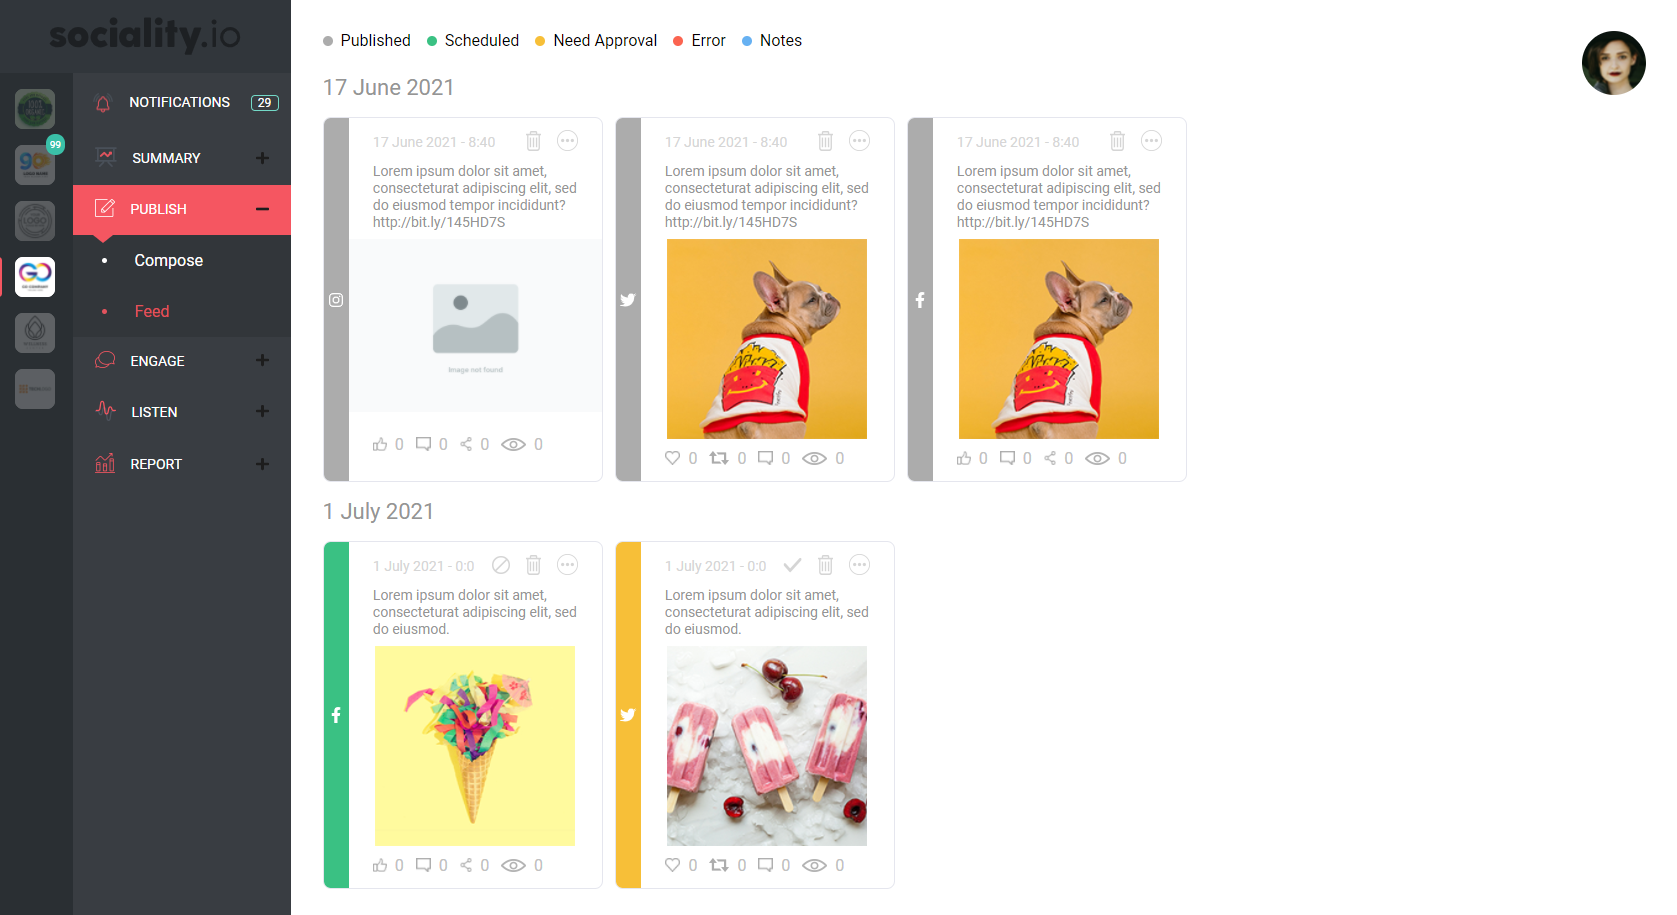 sociality.io
Published Scheduled Need Approval Error Notes
99
NOTIFICATIONS 29
SUMMARY
PUBLISH
Compose
Feed
ENGAGE
LISTEN
REPORT
17 June 2021
17 June 2021 - 8:40
Lorem ipsum dolor sit amet,
consecteturat adipiscing elit, sed
do eiusmod tempor incididunt?
http://bit.ly/145HD7S
Image not found
0 0 0 0
17 June 2021 - 8:40
Lorem ipsum dolor sit amet,
consecteturat adipiscing elit, sed
do eiusmod tempor incididunt?
http://bit.ly/145HD7S
0 0 0 0
17 June 2021 - 8:40
Lorem ipsum dolor sit amet,
consecteturat adipiscing elit, sed
do eiusmod tempor incididunt?
http://bit.ly/145HD7S
0 0 0 0
1 July 2021
1 July 2021 - 0:0
Lorem ipsum dolor sit amet,
consecteturat adipiscing elit, sed
do eiusmod.
0 0 0 0
1 July 2021 - 0:0
Lorem ipsum dolor sit amet,
consecteturat adipiscing elit, sed
do eiusmod.
0 0 0 0